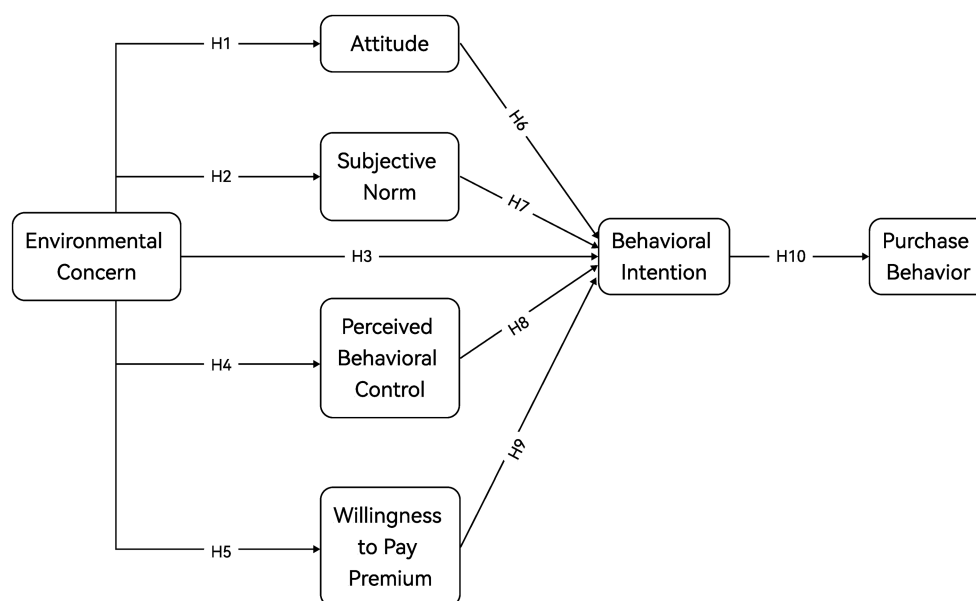 H1
Attitude
H6
H2
Subjective
Norm
H7
Environmental
Concern
H3
Behavioral
Intention
H10
Purchase
Behavior
H4
Perceived
Behavioral
Control
H8
H9
H5
Willingness
to Pay
Premium